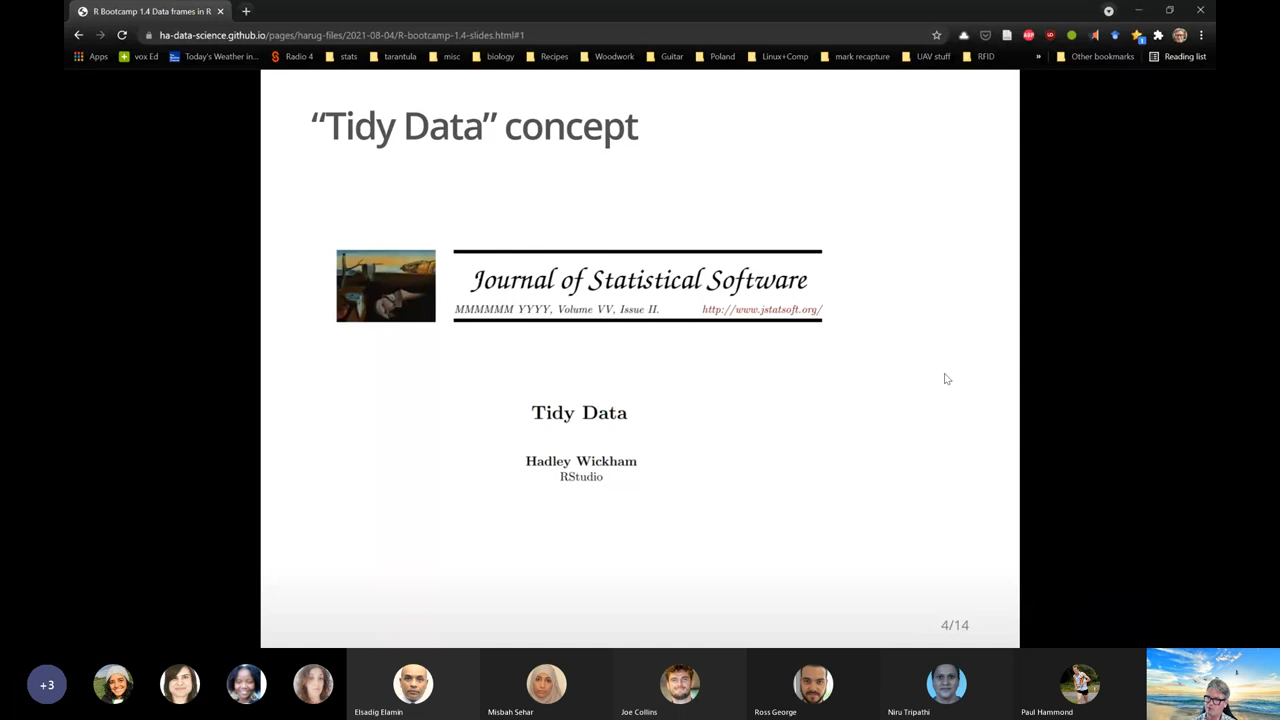 R Bootcamp 1.4 Data frames in R
ha-data-science.github.io/pages/harug-files/2021-08-04/R-bootcamp-1.4-slides.html#1
Apps vox Ed Today's Weather in... Radio 4 stats tarantula misc biology Recipes Woodwork Guitar Poland Linux+Comp mark recapture UAV stuff RFID » Other bookmarks Reading list
“Tidy Data” concept
Journal of Statistical Software
MMMMMM YYYY, Volume VV, Issue II. http://www.jstatsoft.org/
Tidy Data
Hadley Wickham
RStudio
4/14
+3
Elsadig Elamin Misbah Sehar Joe Collins Ross George Niru Tripathi Paul Hammond